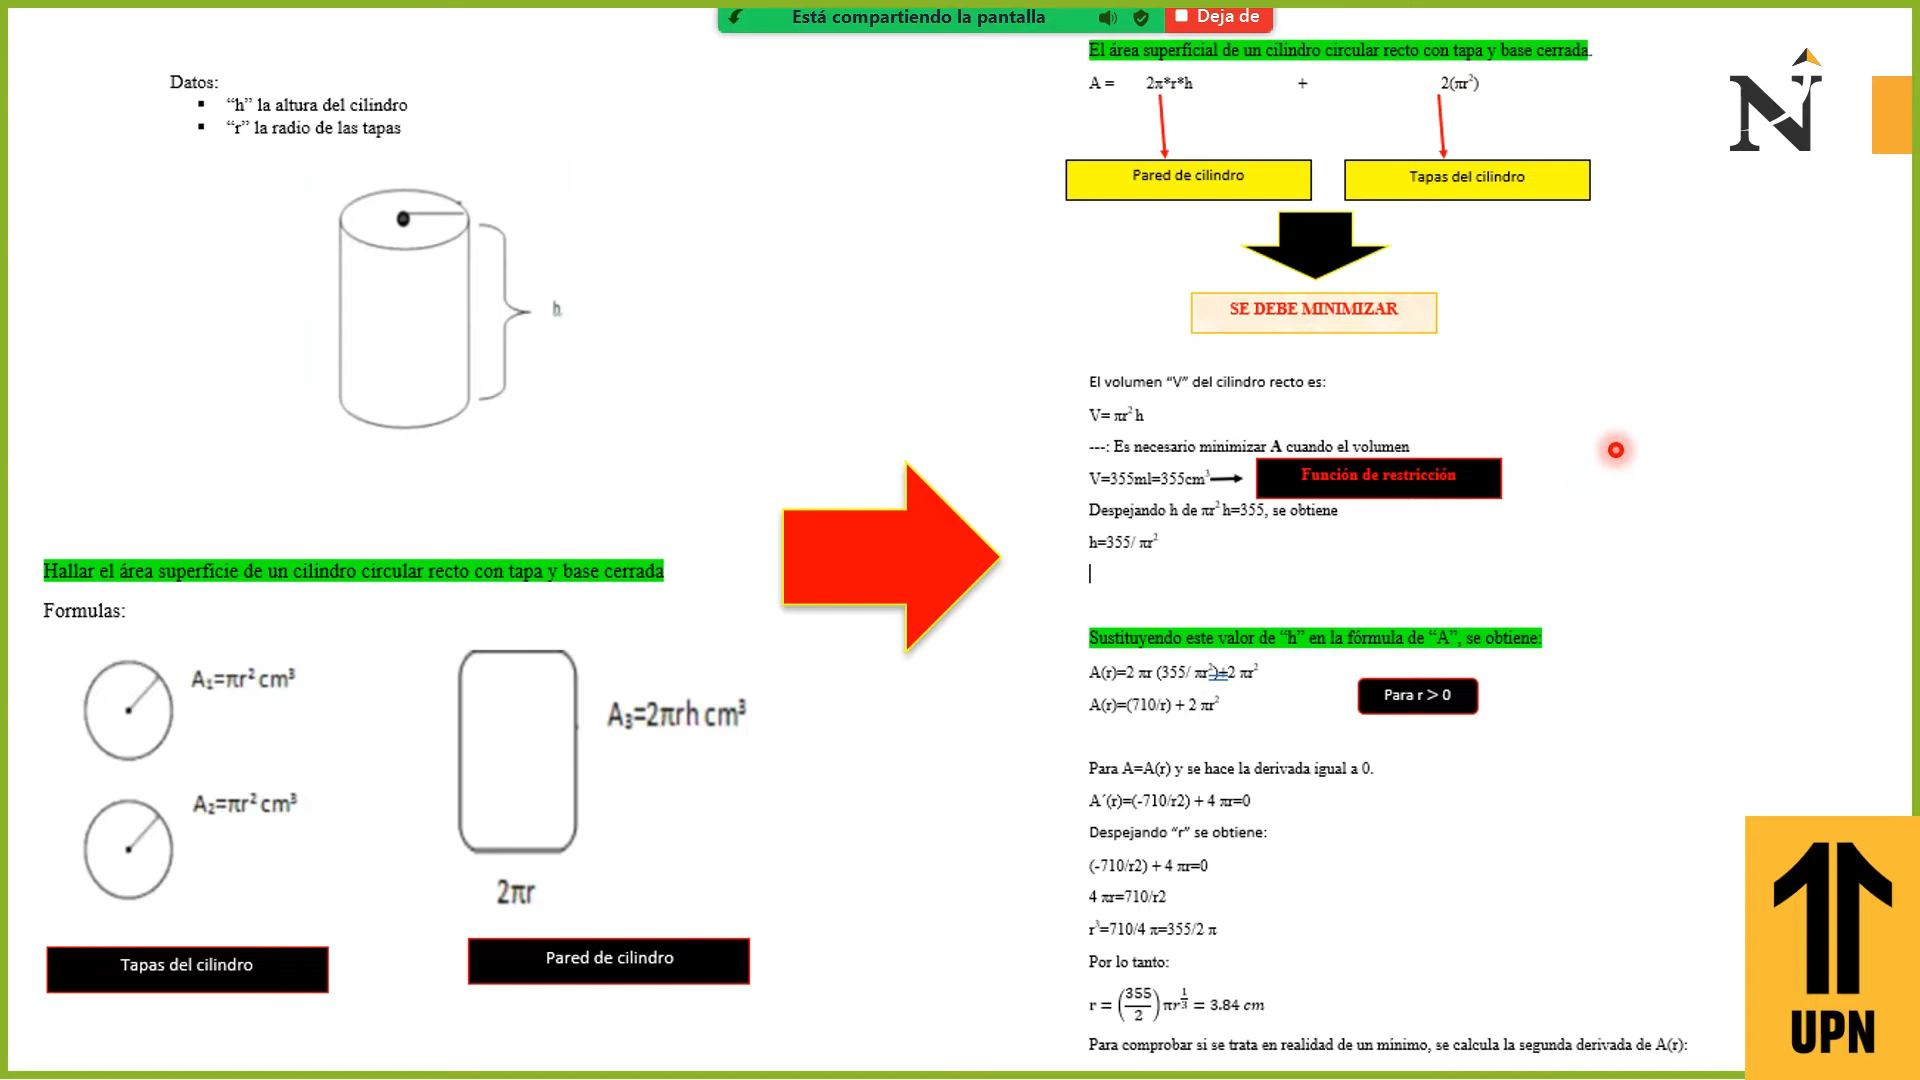 Está compartiendo la pantalla
Deja de
Datos:
▪ “h” la altura del cilindro
▪ “r” la radio de las tapas
h
Hallar el área superfície de un cilindro circular recto con tapa y base cerrada
Formulas:
A₁=πr² cm³
A₂=πr² cm³
A₃=2πrh cm³
2πr
Tapas del cilindro
Pared de cilindro
El área superfícial de un cilindro circular recto con tapa y base cerrada.
A = 2π*r*h + 2(πr²)
Pared de cilindro
Tapas del cilindro
SE DEBE MINIMIZAR
El volumen “V” del cilindro recto es:
V= πr² h
---: Es necesario minimizar A cuando el volumen
V=355ml=355cm³
Función de restricción
Despejando h de πr² h=355, se obtiene
h=355/ πr²
Sustituyendo este valor de “h” en la fórmula de “A”, se obtiene:
A(r)=2 πr (355/ πr²)+2 πr²
A(r)=(710/r) + 2 πr²
Para r > 0
Para A=A(r) y se hace la derivada igual a 0.
A´(r)=(-710/r2) + 4 πr=0
Despejando “r” se obtiene:
(-710/r2) + 4 πr=0
4 πr=710/r2
r³=710/4 π=355/2 π
Por lo tanto:
r = (355/2) πr^1/3 = 3.84 cm
Para comprobar si se trata en realidad de un mínimo, se calcula la segunda derivada de A(r):
N
UPN